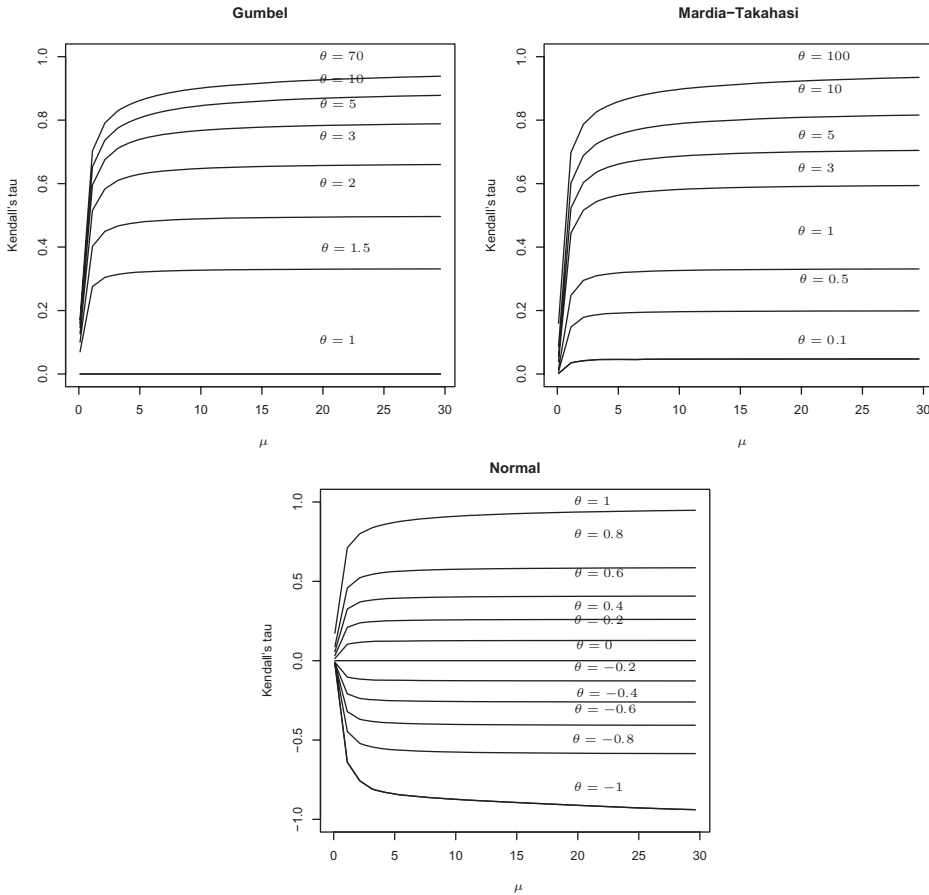 Gumbel
Kendall's tau
1.0
0.8
0.6
0.4
0.2
0.0
θ = 70
θ = 10
θ = 5
θ = 3
θ = 2
θ = 1.5
θ = 1
0 5 10 15 20 25 30
μ
Mardia−Takahasi
Kendall's tau
1.0
0.8
0.6
0.4
0.2
0.0
θ = 100
θ = 10
θ = 5
θ = 3
θ = 1
θ = 0.5
θ = 0.1
0 5 10 15 20 25 30
μ
Normal
Kendall's tau
1.0
0.5
0.0
−0.5
−1.0
θ = 1
θ = 0.8
θ = 0.6
θ = 0.4
θ = 0.2
θ = 0
θ = −0.2
θ = −0.4
θ = −0.6
θ = −0.8
θ = −1
0 5 10 15 20 25 30
μ